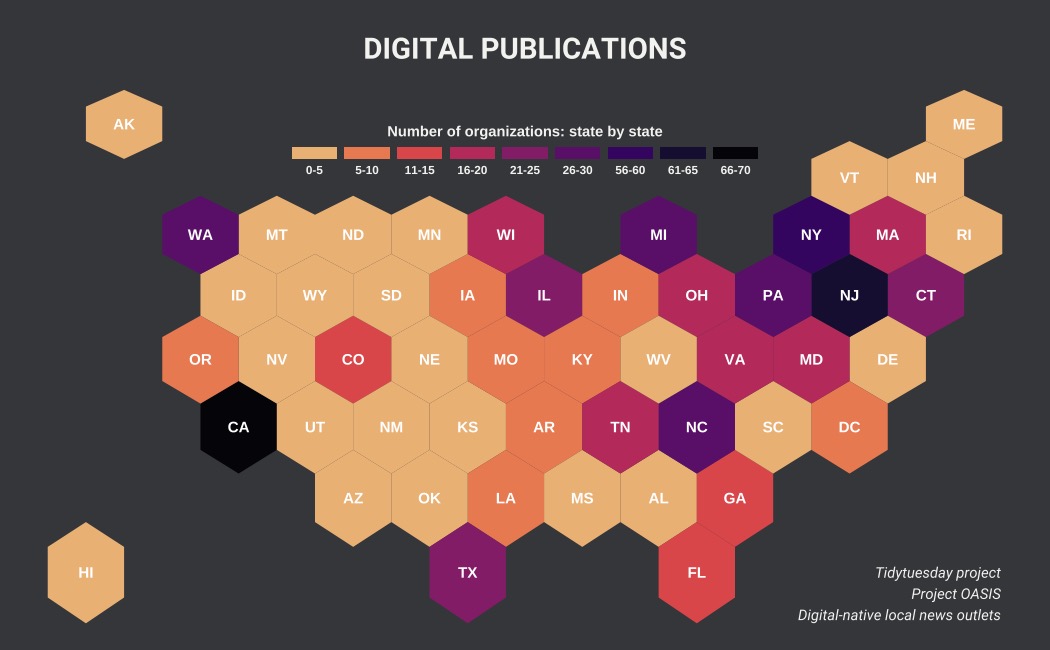 DIGITAL PUBLICATIONS
Number of organizations: state by state
0-5 5-10 11-15 16-20 21-25 26-30 56-60 61-65 66-70
AK ME
VT NH
WA MT ND MN WI MI NY MA RI
ID WY SD IA IL IN OH PA NJ CT
OR NV CO NE MO KY WV VA MD DE
CA UT NM KS AR TN NC SC DC
AZ OK LA MS AL GA
HI TX FL
Tidytuesday project
Project OASIS
Digital-native local news outlets